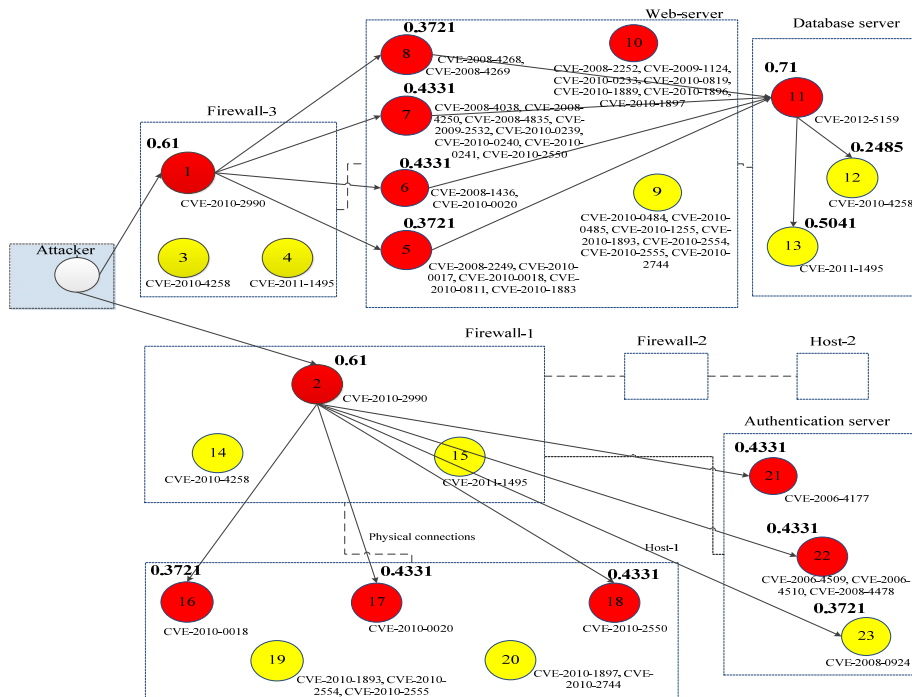 Web-server
Database server
0.3721
8
CVE-2008-4268,
CVE-2008-4269
10
CVE-2008-2252, CVE-2009-1124,
CVE-2010-0233, CVE-2010-0819,
CVE-2010-1889, CVE-2010-1896,
CVE-2010-1897
0.71
11
CVE-2012-5159
Firewall-3
0.4331
7
CVE-2008-4038, CVE-2008-
4250, CVE-2008-4835, CVE-
2009-2532, CVE-2010-0239,
CVE-2010-0240, CVE-2010-
0241, CVE-2010-2550
0.61
1
CVE-2010-2990
0.4331
6
CVE-2008-1436,
CVE-2010-0020
0.2485
12
CVE-2010-4258
9
CVE-2010-0484, CVE-2010-
0485, CVE-2010-1255, CVE-
2010-1893, CVE-2010-2554,
CVE-2010-2555, CVE-2010-
2744
0.3721
5
CVE-2008-2249, CVE-2010-
0017, CVE-2010-0018, CVE-
2010-0811, CVE-2010-1883
0.5041
13
CVE-2011-1495
Attacker
3
CVE-2010-4258
4
CVE-2011-1495
Firewall-1
Firewall-2
Host-2
0.61
2
CVE-2010-2990
14
CVE-2010-4258
15
CVE-2011-1495
Authentication server
0.4331
21
CVE-2006-4177
0.4331
22
CVE-2006-4509, CVE-2006-
4510, CVE-2008-4478
0.3721
23
CVE-2008-0924
Physical connections
Host-1
0.3721
16
CVE-2010-0018
0.4331
17
CVE-2010-0020
0.4331
18
CVE-2010-2550
19
CVE-2010-1893, CVE-2010-
2554, CVE-2010-2555
20
CVE-2010-1897, CVE-
2010-2744